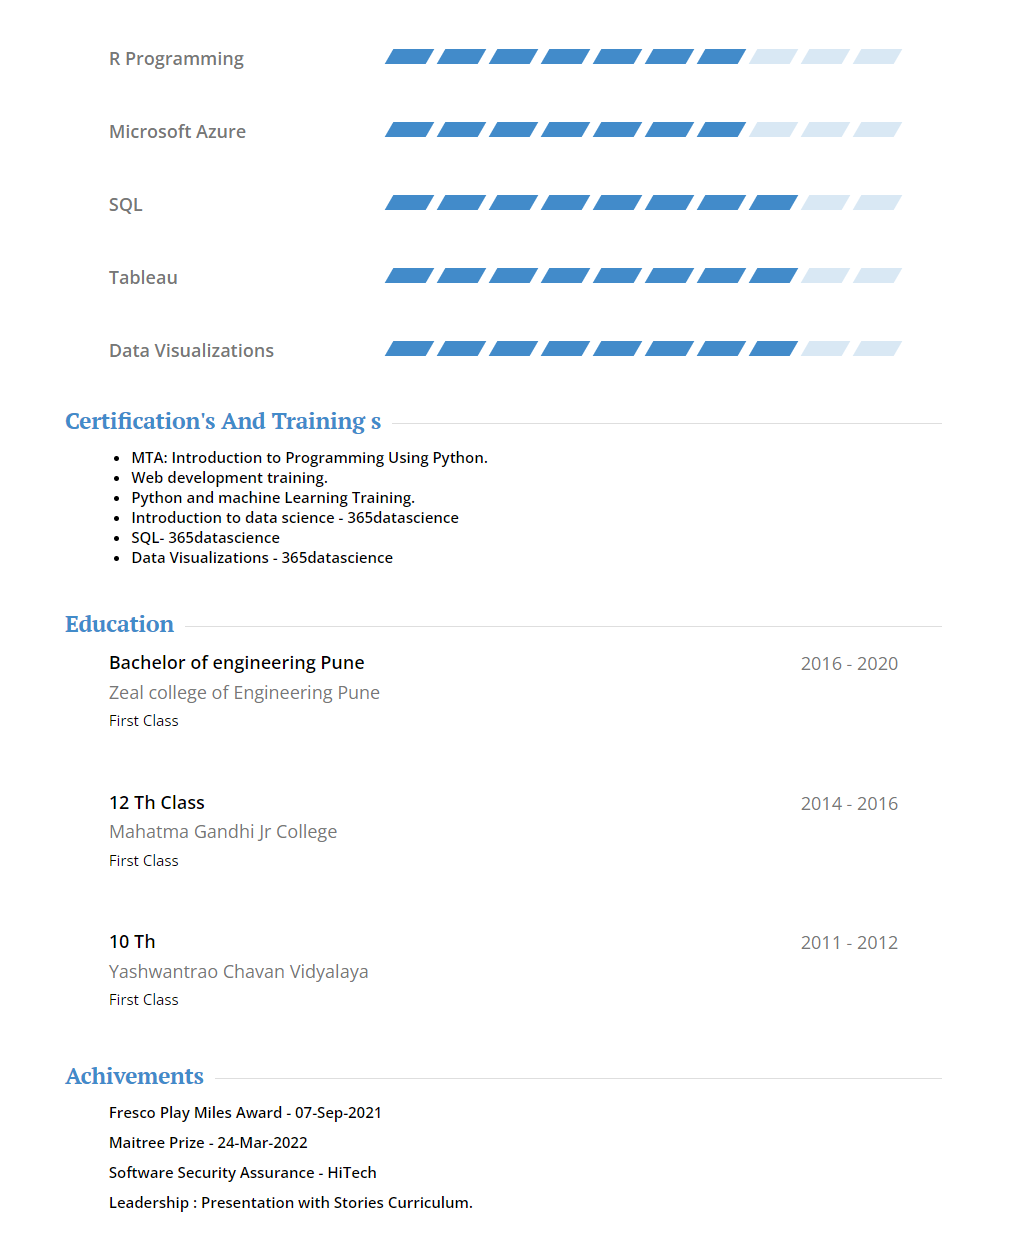 R Programming
Microsoft Azure
SQL
Tableau
Data Visualizations
Certification's And Training s
MTA: Introduction to Programming Using Python.
Web development training.
Python and machine Learning Training.
Introduction to data science - 365datascience
SQL- 365datascience
Data Visualizations - 365datascience
Education
Bachelor of engineering Pune 2016 - 2020
Zeal college of Engineering Pune
First Class
12 Th Class 2014 - 2016
Mahatma Gandhi Jr College
First Class
10 Th 2011 - 2012
Yashwantrao Chavan Vidyalaya
First Class
Achivements
Fresco Play Miles Award - 07-Sep-2021
Maitree Prize - 24-Mar-2022
Software Security Assurance - HiTech
Leadership : Presentation with Stories Curriculum.